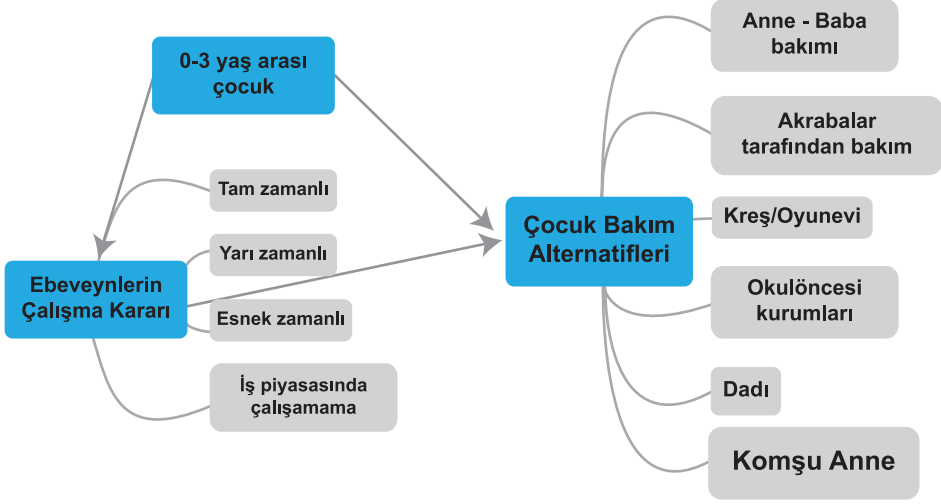 0-3 yaş arası
çocuk
Tam zamanlı
Yarı zamanlı
Ebeveynlerin
Çalışma Kararı
Esnek zamanlı
İş piyasasında
çalışamama
Çocuk Bakım
Alternatifleri
Anne - Baba
bakımı
Akrabalar
tarafından bakım
Kreş/Oyunevi
Okulöncesi
kurumları
Dadı
Komşu Anne